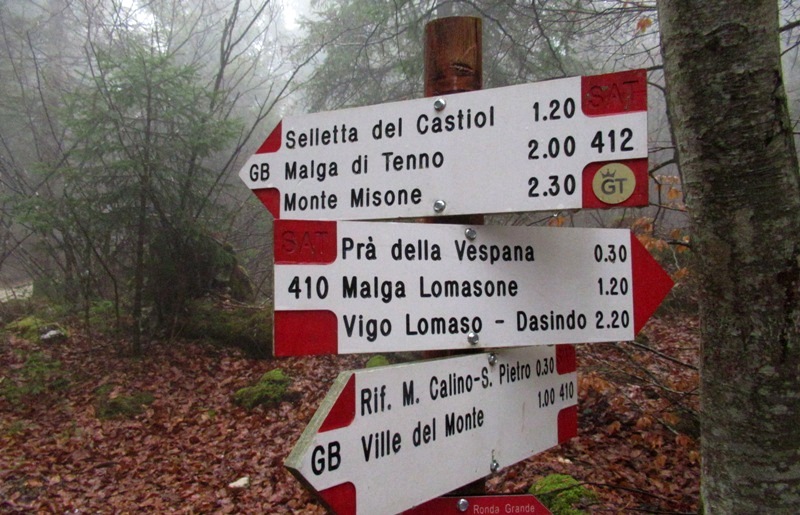 SAT
Selletta del Castiol 1.20
GB Malga di Tenno 2.00 412
Monte Misone 2.30 GT
SAT
Prà della Vespana 0.30
410 Malga Lomasone 1.20
Vigo Lomaso - Dasindo 2.20
Rif. M. Calino-S. Pietro 0.30
GB Ville del Monte 1.00 410
Ronda Grande